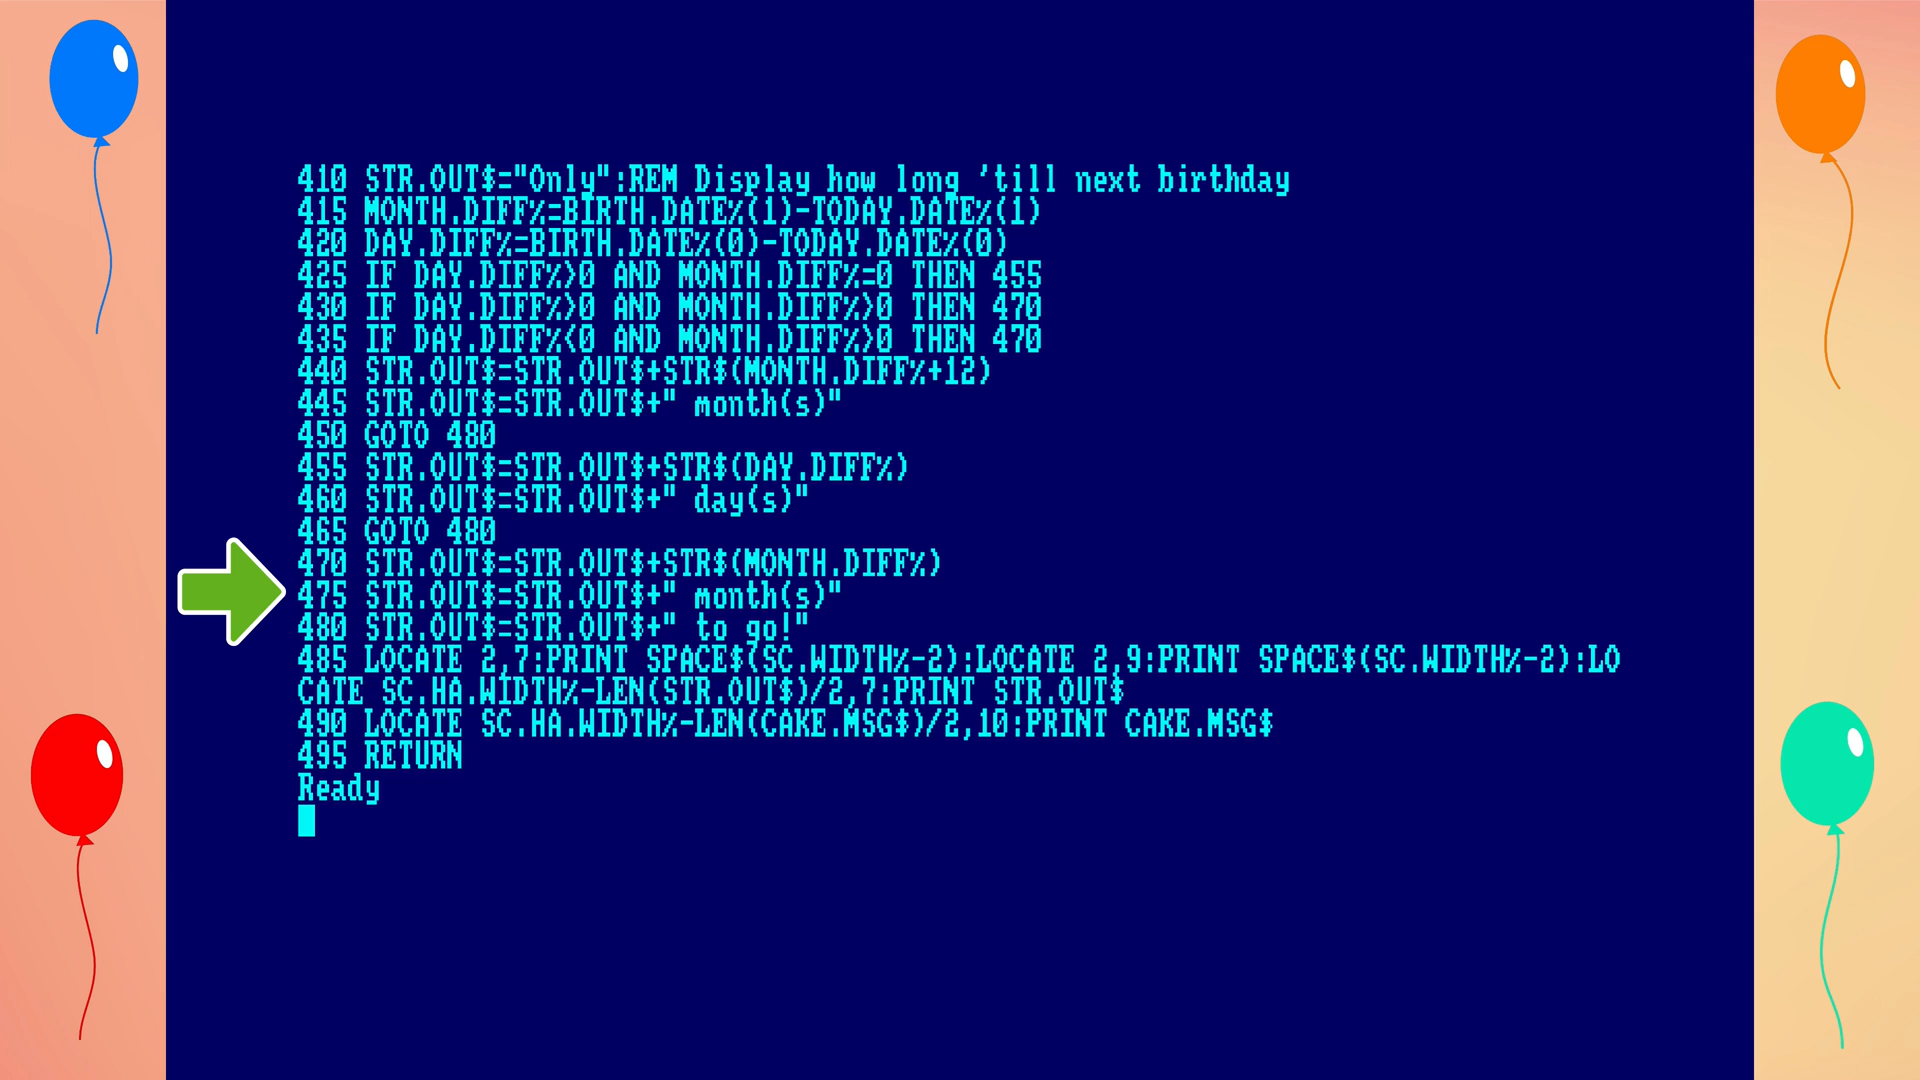 410 STR.OUT$="Only":REM Display how long 'till next birthday
415 MONTH.DIFF%=BIRTH.DATE%(1)-TODAY.DATE%(1)
420 DAY.DIFF%=BIRTH.DATE%(0)-TODAY.DATE%(0)
425 IF DAY.DIFF%>0 AND MONTH.DIFF%=0 THEN 455
430 IF DAY.DIFF%>0 AND MONTH.DIFF%>0 THEN 470
435 IF DAY.DIFF%<0 AND MONTH.DIFF%>0 THEN 470
440 STR.OUT$=STR.OUT$+STR$(MONTH.DIFF%+12)
445 STR.OUT$=STR.OUT$+" month(s)"
450 GOTO 480
455 STR.OUT$=STR.OUT$+STR$(DAY.DIFF%)
460 STR.OUT$=STR.OUT$+" day(s)"
465 GOTO 480
470 STR.OUT$=STR.OUT$+STR$(MONTH.DIFF%)
475 STR.OUT$=STR.OUT$+" month(s)"
480 STR.OUT$=STR.OUT$+" to go!"
485 LOCATE 2,7:PRINT SPACE$(SC.WIDTH%-2):LOCATE 2,9:PRINT SPACE$(SC.WIDTH%-2):LO
CATE SC.HA.WIDTH%-LEN(STR.OUT$)/2,7:PRINT STR.OUT$
490 LOCATE SC.HA.WIDTH%-LEN(CAKE.MSG$)/2,10:PRINT CAKE.MSG$
495 RETURN
Ready